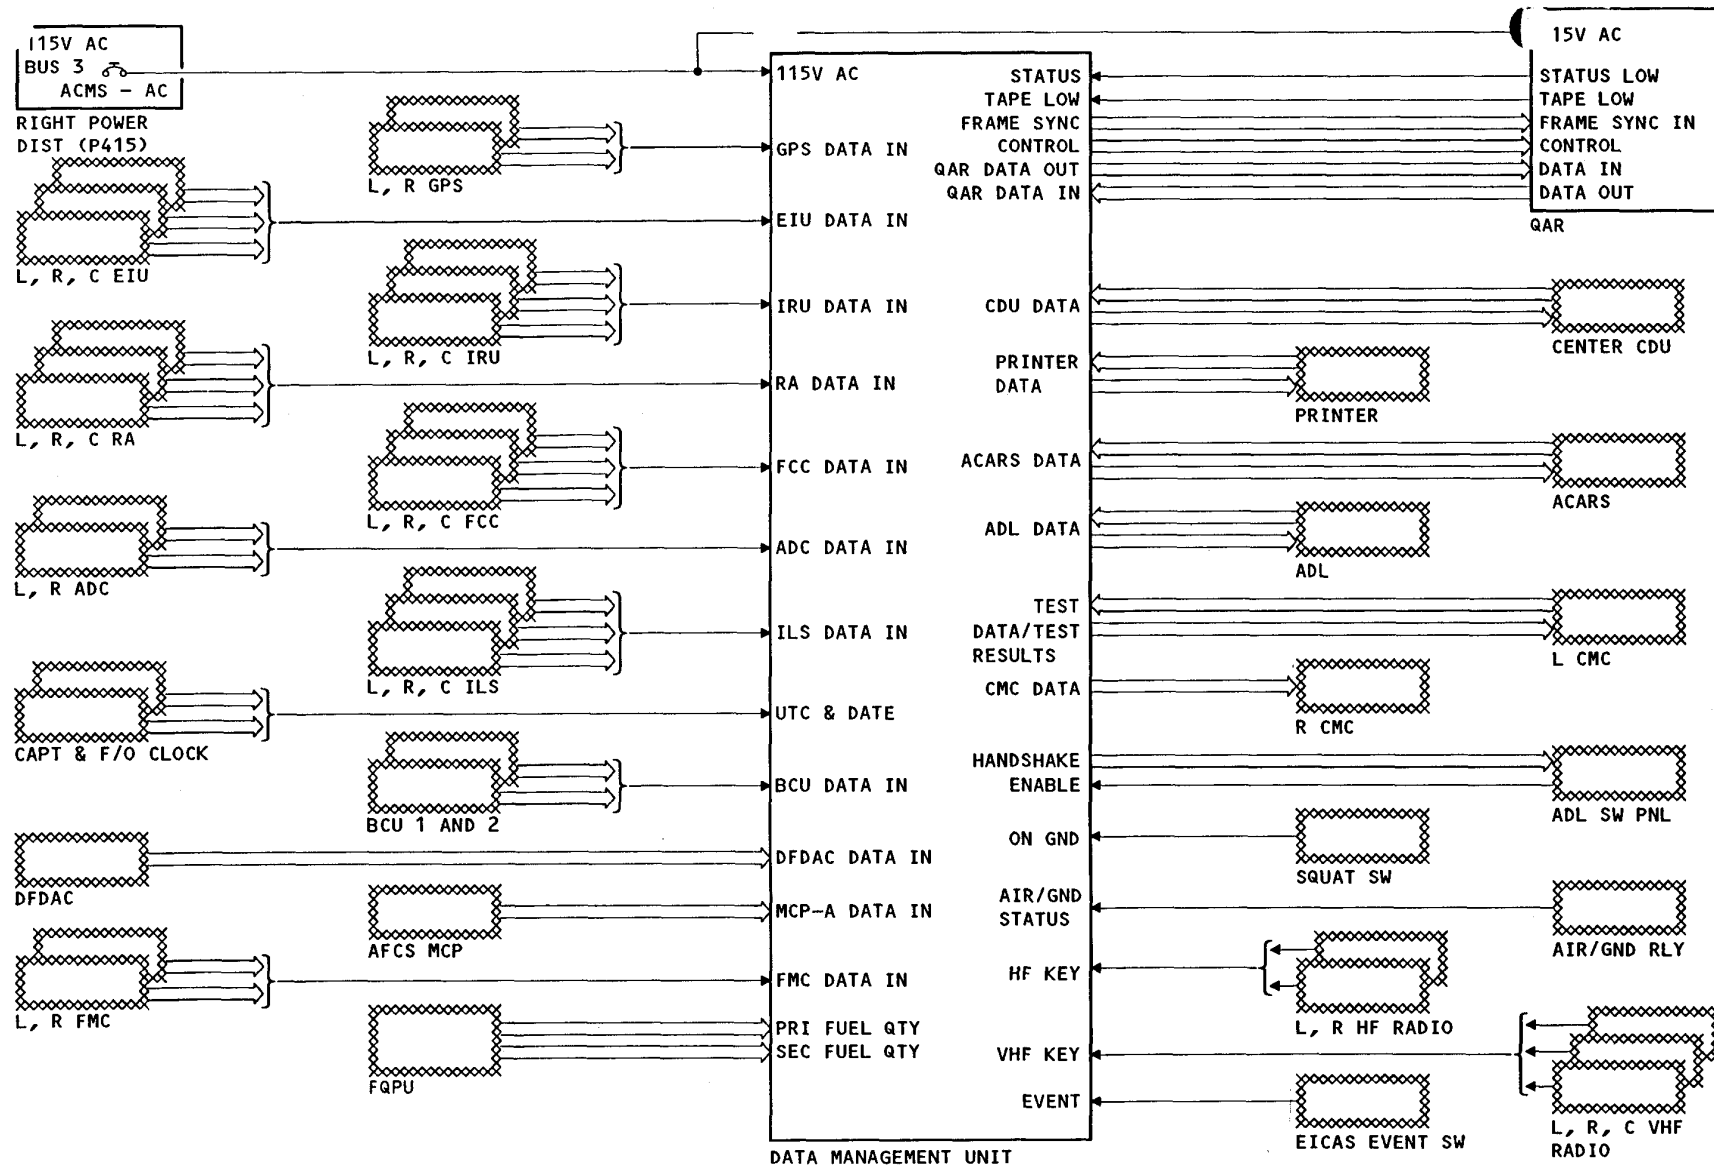 115V AC
BUS 3
ACMS - AC
RIGHT POWER
DIST (P415)
L, R, C EIU
L, R, C RA
L, R ADC
CAPT & F/O CLOCK
DFDAC
L, R FMC
L, R GPS
L, R, C IRU
L, R, C FCC
L, R, C ILS
BCU 1 AND 2
AFCS MCP
FQPU
115V AC
GPS DATA IN
EIU DATA IN
IRU DATA IN
RA DATA IN
FCC DATA IN
ADC DATA IN
ILS DATA IN
UTC & DATE
BCU DATA IN
DFDAC DATA IN
MCP-A DATA IN
FMC DATA IN
PRI FUEL QTY
SEC FUEL QTY
STATUS
TAPE LOW
FRAME SYNC
CONTROL
QAR DATA OUT
QAR DATA IN
CDU DATA
PRINTER
DATA
ACARS DATA
ADL DATA
TEST
DATA/TEST
RESULTS
CMC DATA
HANDSHAKE
ENABLE
ON GND
AIR/GND
STATUS
HF KEY
VHF KEY
EVENT
DATA MANAGEMENT UNIT
15V AC
STATUS LOW
TAPE LOW
FRAME SYNC IN
CONTROL
DATA IN
DATA OUT
QAR
CENTER CDU
PRINTER
ACARS
ADL
L CMC
R CMC
ADL SW PNL
SQUAT SW
AIR/GND RLY
L, R HF RADIO
L, R, C VHF
RADIO
EICAS EVENT SW